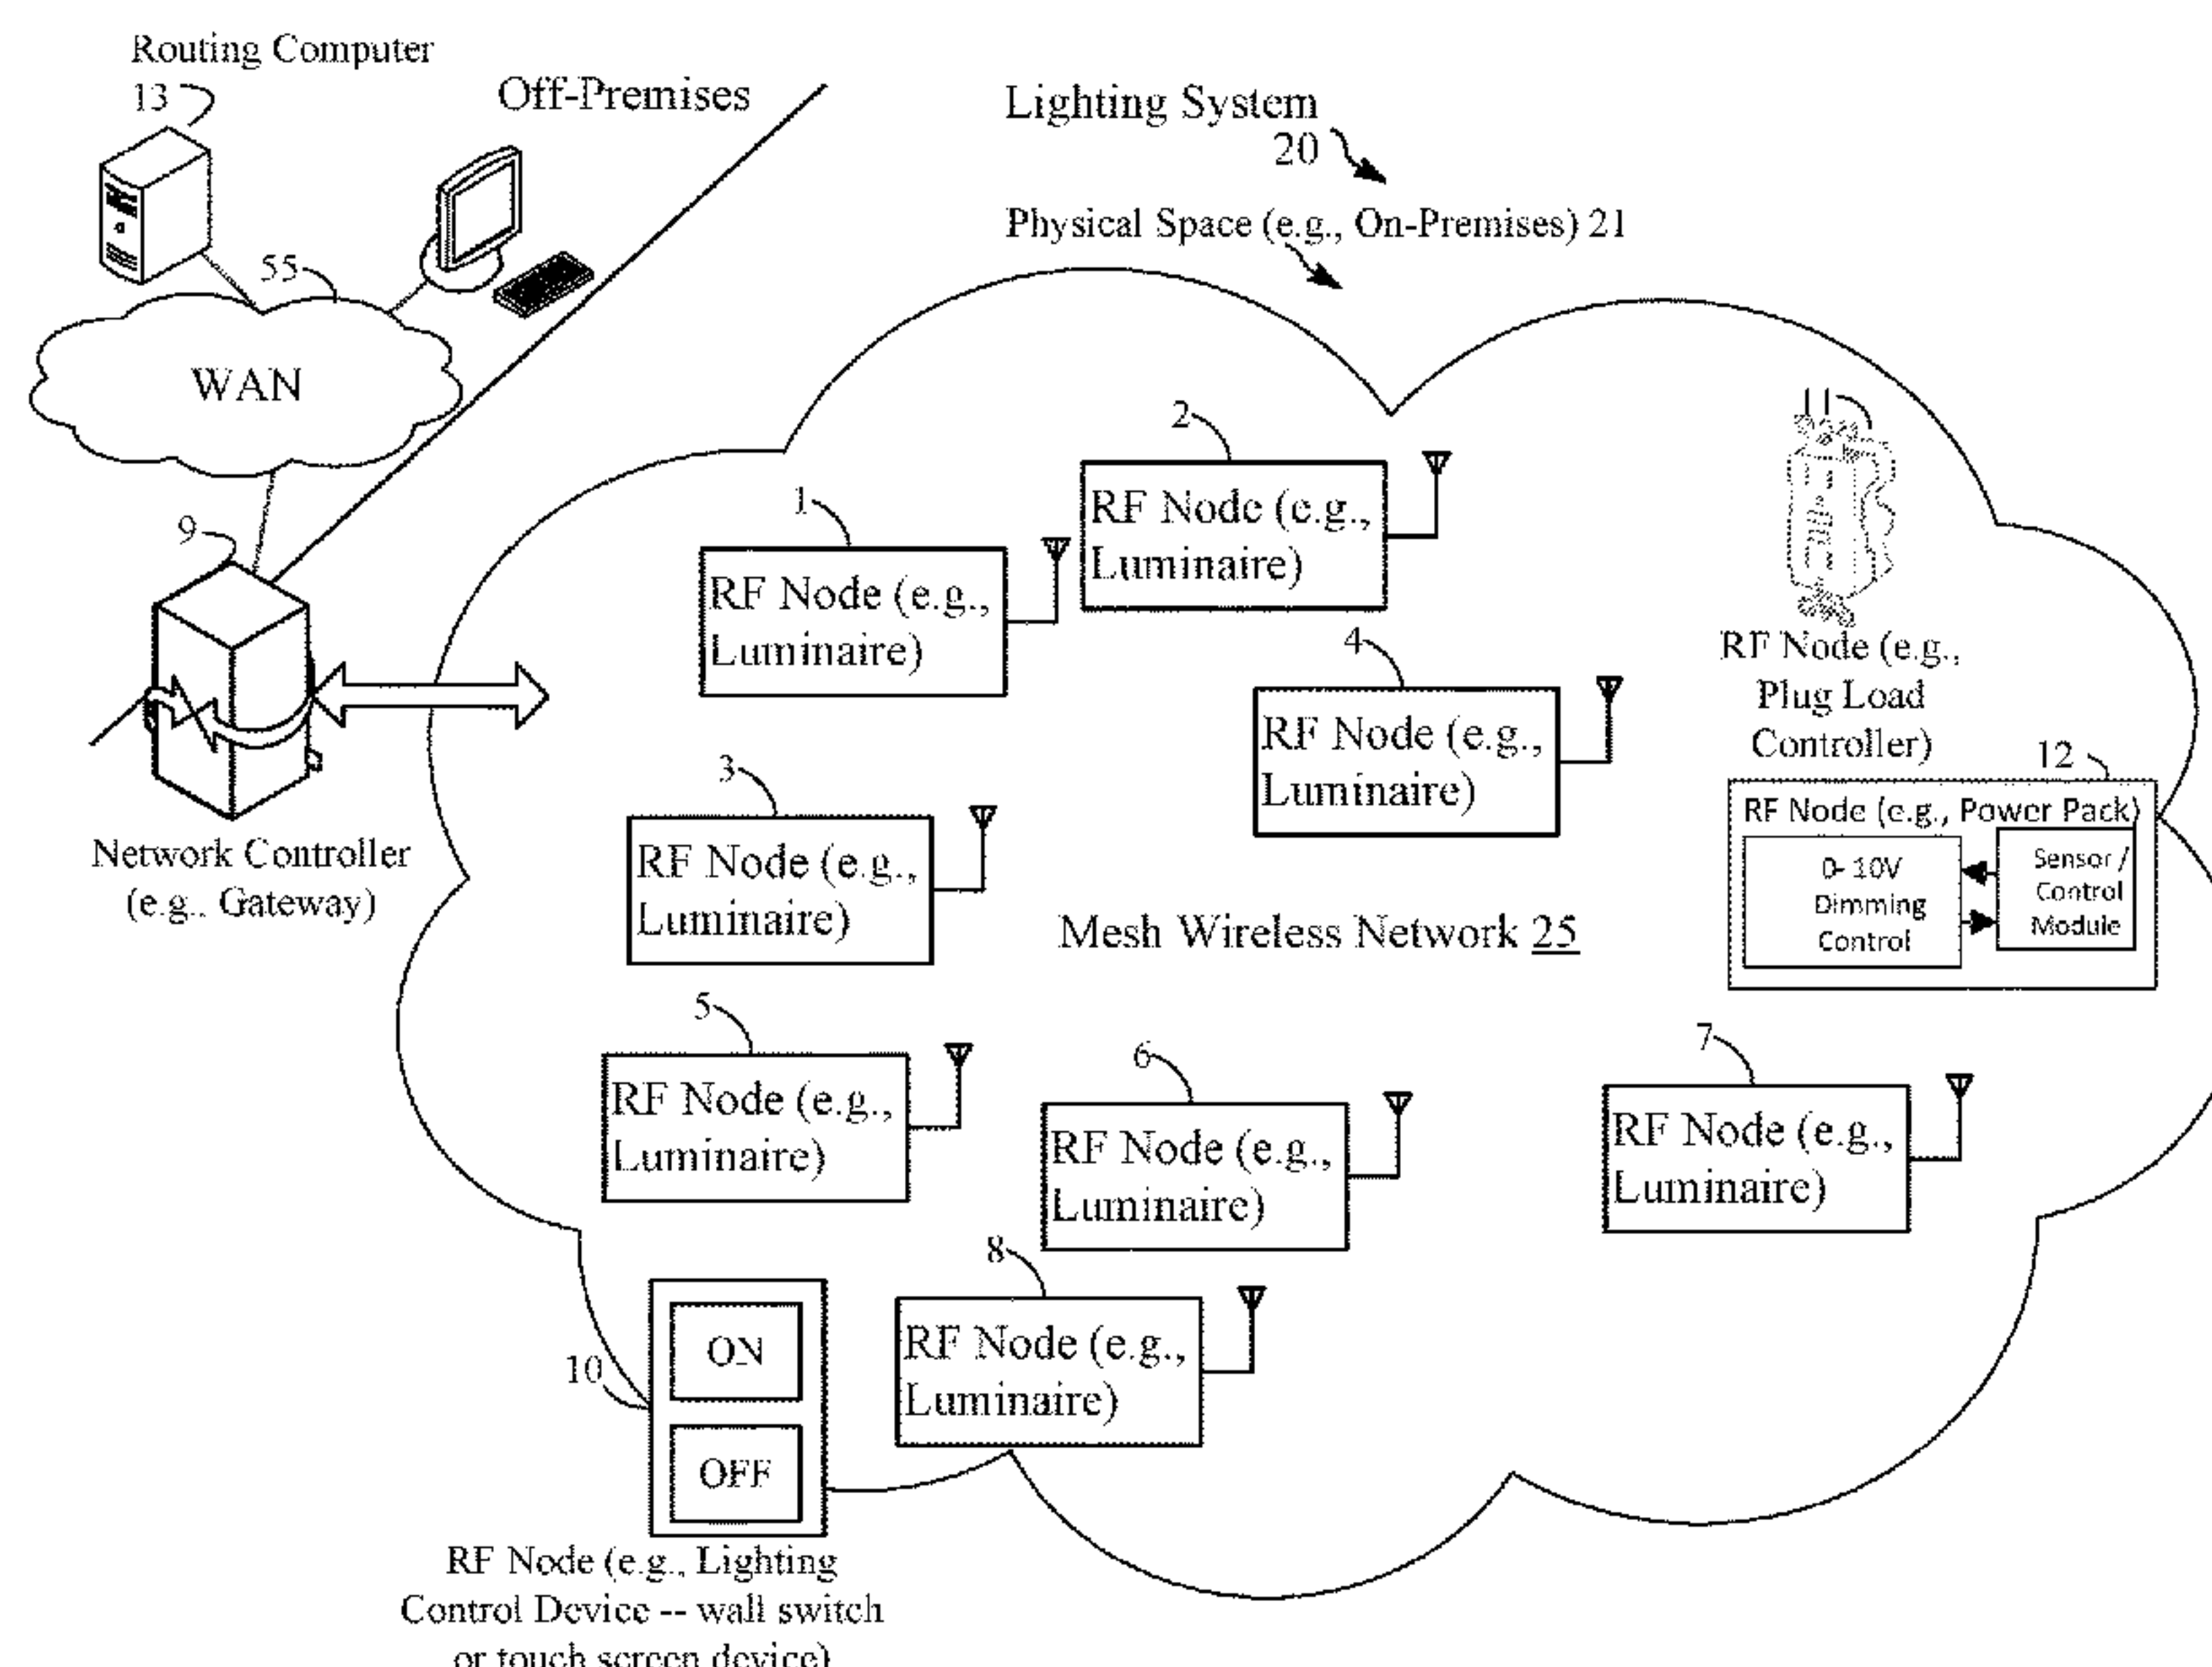 Routing Computer
13
Off-Premises
Lighting System
20
Physical Space (e.g., On-Premises) 21
55
WAN
9
Network Controller
(e.g., Gateway)
1
RF Node (e.g.,
Luminaire)
2
RF Node (e.g.,
Luminaire)
11
RF Node (e.g.,
Plug Load
Controller)
4
RF Node (e.g.,
Luminaire)
3
RF Node (e.g.,
Luminaire)
12
RF Node (e.g., Power Pack)
0- 10V
Dimming
Control
Sensor /
Control
Module
Mesh Wireless Network 25
5
RF Node (e.g.,
Luminaire)
6
RF Node (e.g.,
Luminaire)
7
RF Node (e.g.,
Luminaire)
8
RF Node (e.g.,
Luminaire)
10
ON
OFF
RF Node (e.g., Lighting
Control Device -- wall switch
or touch screen device)